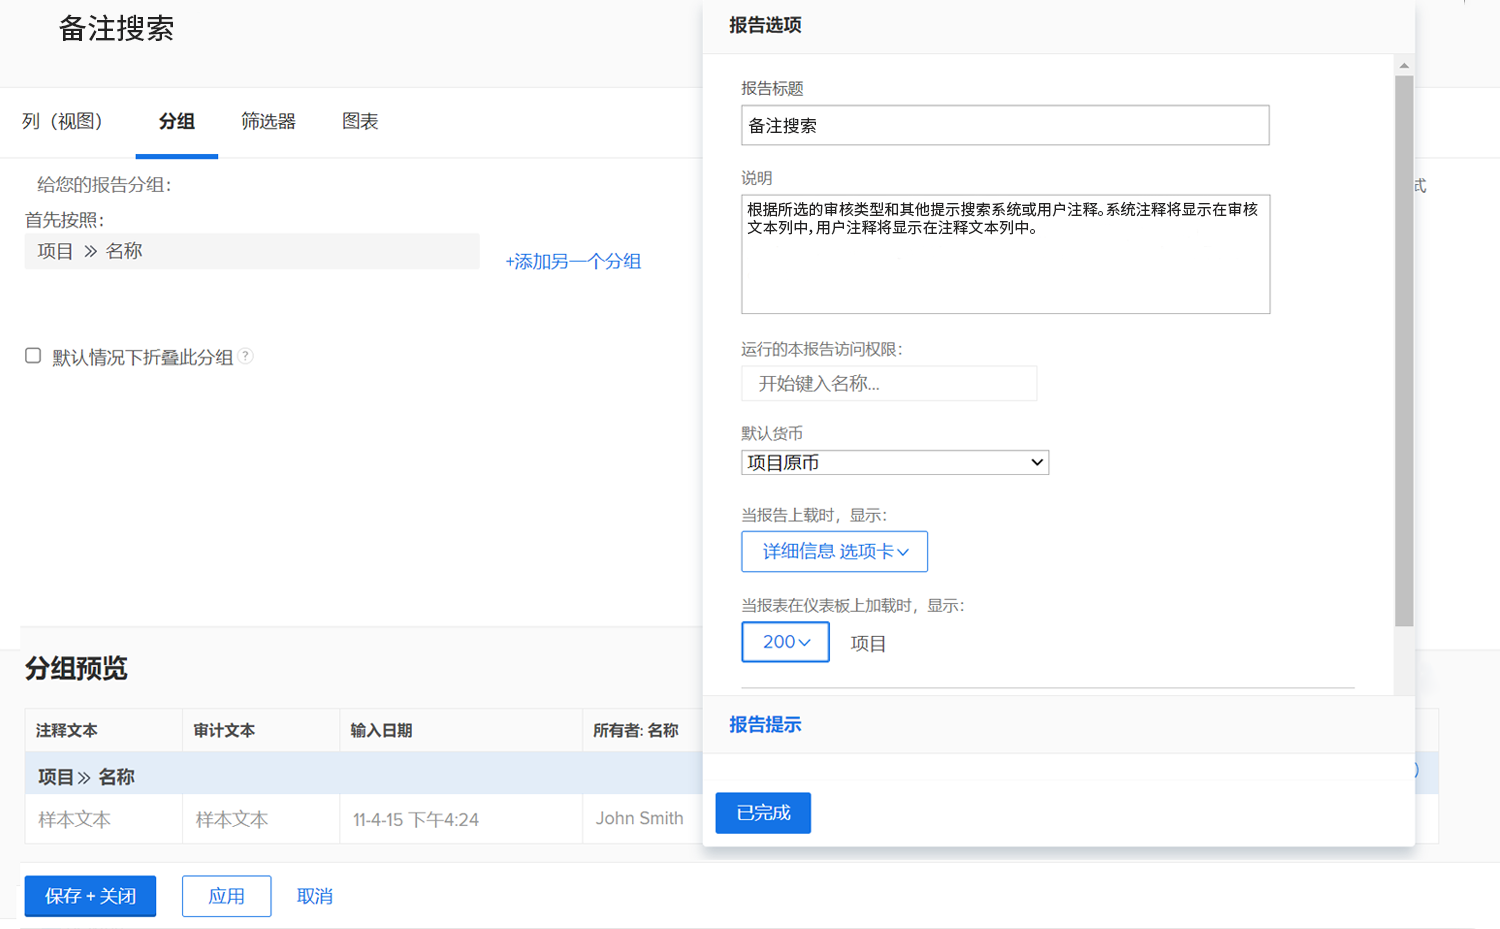 备注搜索
列（视图）
分组
筛选器
图表
给您的报告分组：
首先按照：
项目 » 名称
+添加另一个分组
默认情况下折叠此分组 ?
分组预览
注释文本
审计文本
输入日期
所有者: 名称
项目 » 名称
样本文本
样本文本
11-4-15 下午4:24
John Smith
保存 + 关闭
应用
取消
报告选项
报告标题
备注搜索
说明
根据所选的审核类型和其他提示搜索系统或用户注释。系统注释将显示在审核
文本列中，用户注释将显示在注释文本列中。
运行的本报告访问权限：
开始键入名称...
默认货币
项目原币
当报告上载时，显示：
详细信息 选项卡
当报表在仪表板上加载时，显示：
200
项目
报告提示
已完成
式
)